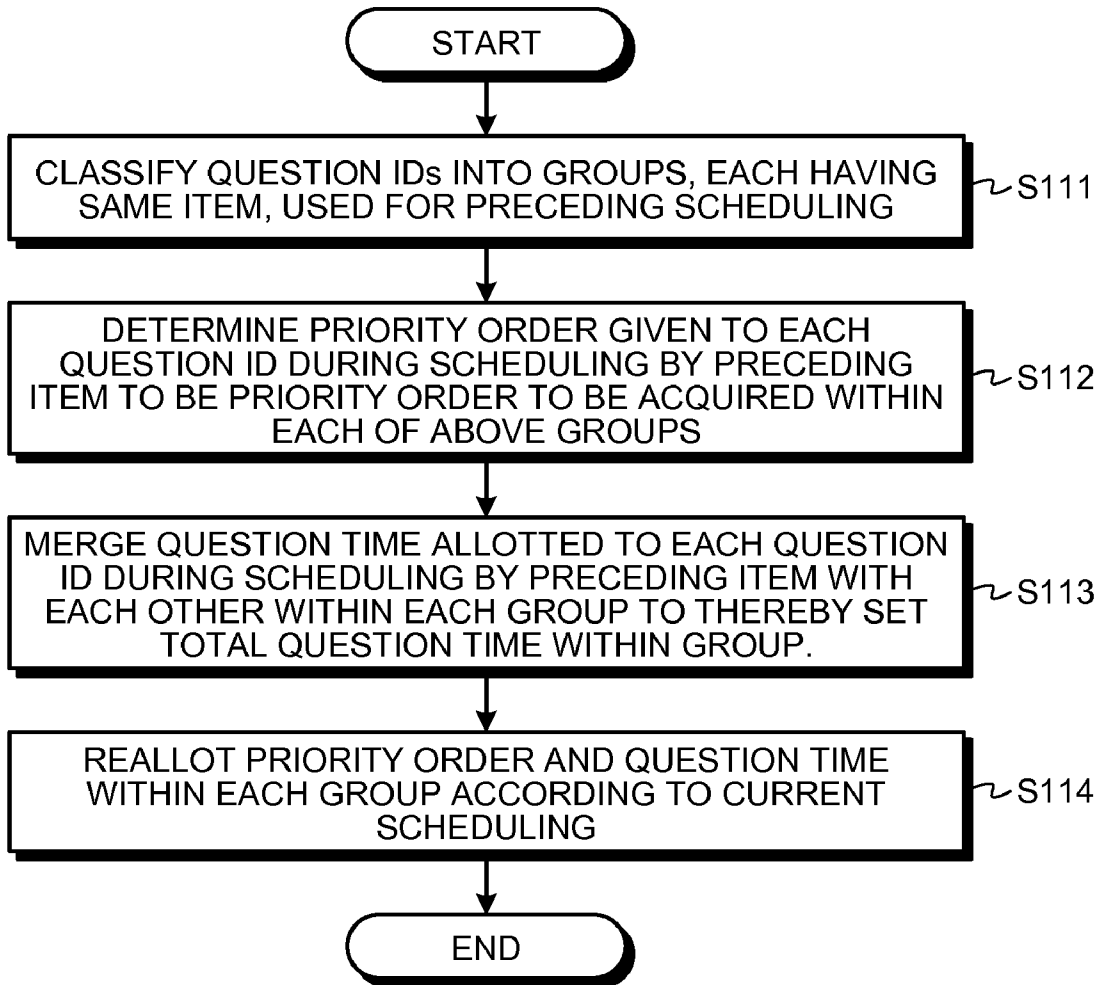 START
CLASSIFY QUESTION IDs INTO GROUPS, EACH HAVING
SAME ITEM, USED FOR PRECEDING SCHEDULING
S111
DETERMINE PRIORITY ORDER GIVEN TO EACH
QUESTION ID DURING SCHEDULING BY PRECEDING
ITEM TO BE PRIORITY ORDER TO BE ACQUIRED WITHIN
EACH OF ABOVE GROUPS
S112
MERGE QUESTION TIME ALLOTTED TO EACH QUESTION
ID DURING SCHEDULING BY PRECEDING ITEM WITH
EACH OTHER WITHIN EACH GROUP TO THEREBY SET
TOTAL QUESTION TIME WITHIN GROUP.
S113
REALLOT PRIORITY ORDER AND QUESTION TIME
WITHIN EACH GROUP ACCORDING TO CURRENT
SCHEDULING
S114
END